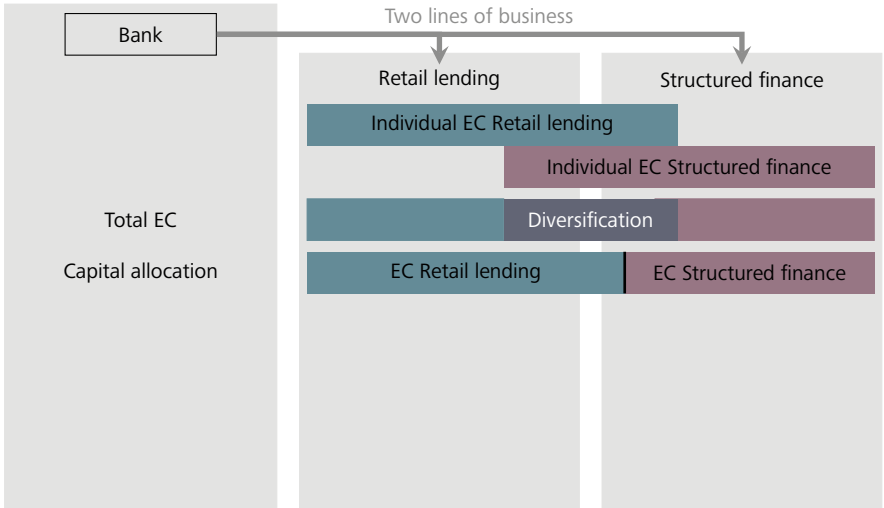 Two lines of business
Bank
Retail lending
Structured finance
Individual EC Retail lending
Individual EC Structured finance
Total EC
Diversification
Capital allocation
EC Retail lending
EC Structured finance